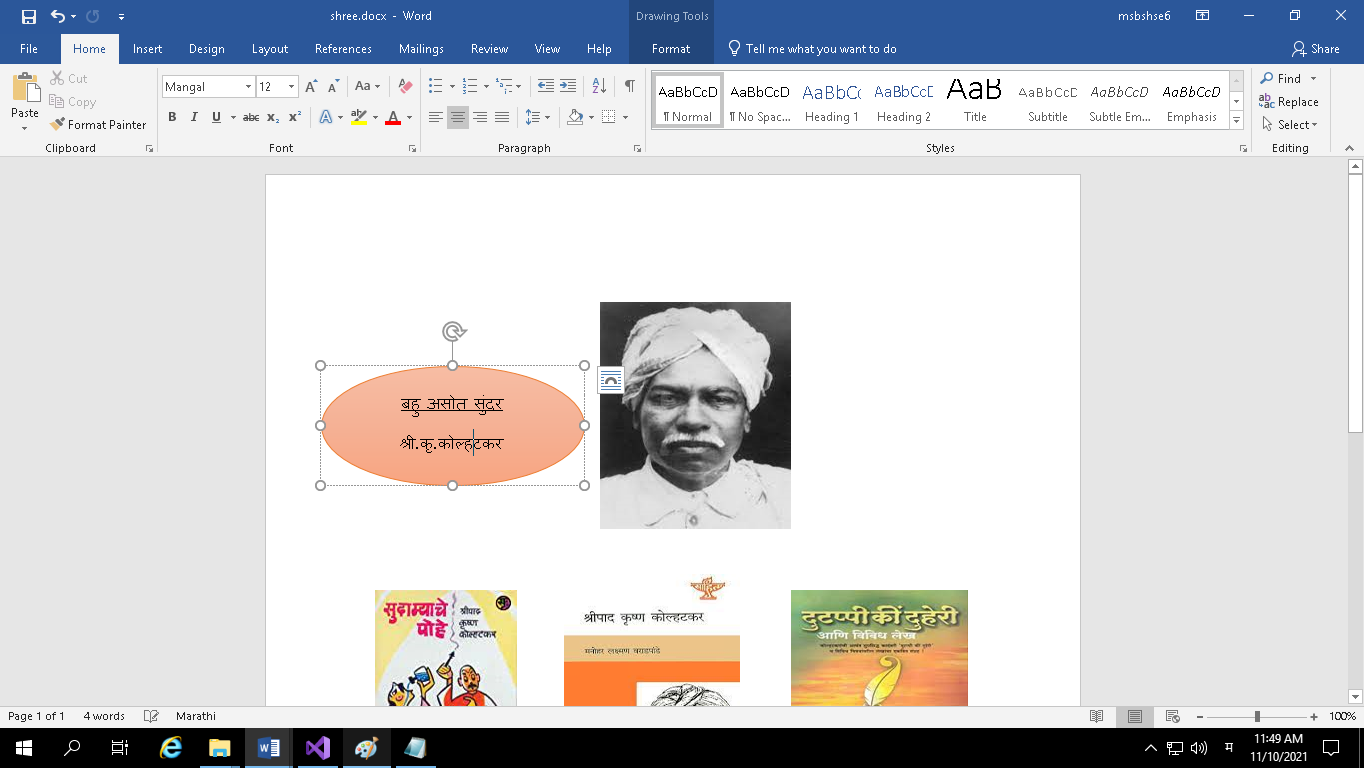 shree.docx - Word
Drawing Tools
msbshse6
File Home Insert Design Layout References Mailings Review View Help Format Tell me what you want to do Share
Paste
Cut
Copy
Format Painter
Clipboard
Mangal 12
Font
Paragraph
AaBbCcD ¶ Normal
AaBbCcD ¶ No Spac...
AaBbCc Heading 1
AaBbCcD Heading 2
AaB Title
AaBbCcD Subtitle
AaBbCcD Subtle Em...
AaBbCcD Emphasis
Styles
Find
Replace
Select
Editing
बहु असोत सुंदर
श्री.कृ.कोल्हटकर
सुदाम्याचे पोहे
श्रीपाद कृष्ण कोल्हटकर
श्रीपाद कृष्ण कोल्हटकर
मनोहर लक्ष्मण वराडपांडे
दुटप्पी कीं दुहेरी
आणि विविध लेख
Page 1 of 1 4 words Marathi 100%
म 11:49 AM
11/10/2021